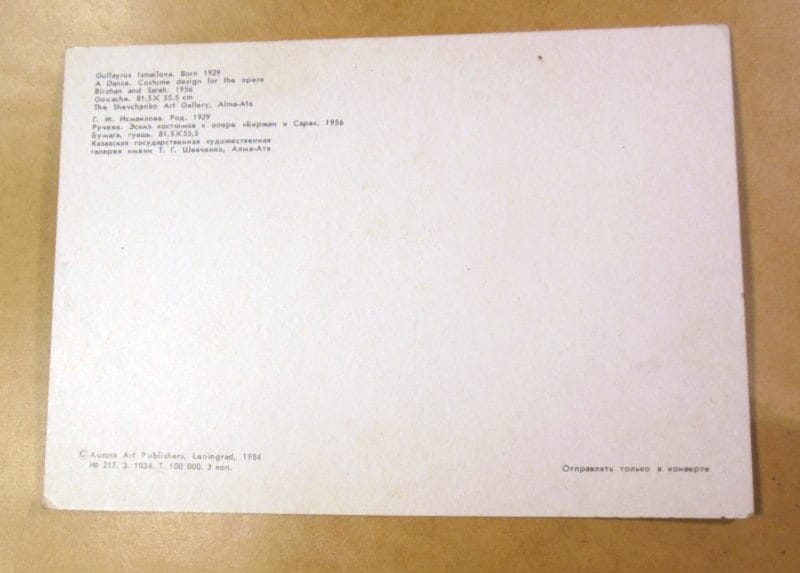 Gulfayrus Ismailova. Born 1929
A Dance. Costume design for the opera
Birzhan and Sarah. 1956
Gouache. 81.5X 55.5 cm
The Shevchenko Art Gallery, Alma-Ata
Г. М. Исмаилова. Род. 1929
Ручеек. Эскиз костюмов к опере «Биржан и Сара». 1956
Бумага, гуашь. 81,5X55,5
Казахская государственная художественная
галерея имени Т. Г. Шевченко, Алма-Ата
© Aurora Art Publishers, Leningrad, 1984
№ 217. З. 1034. Т. 100 000. 3 коп.
Отправлять только в конверте